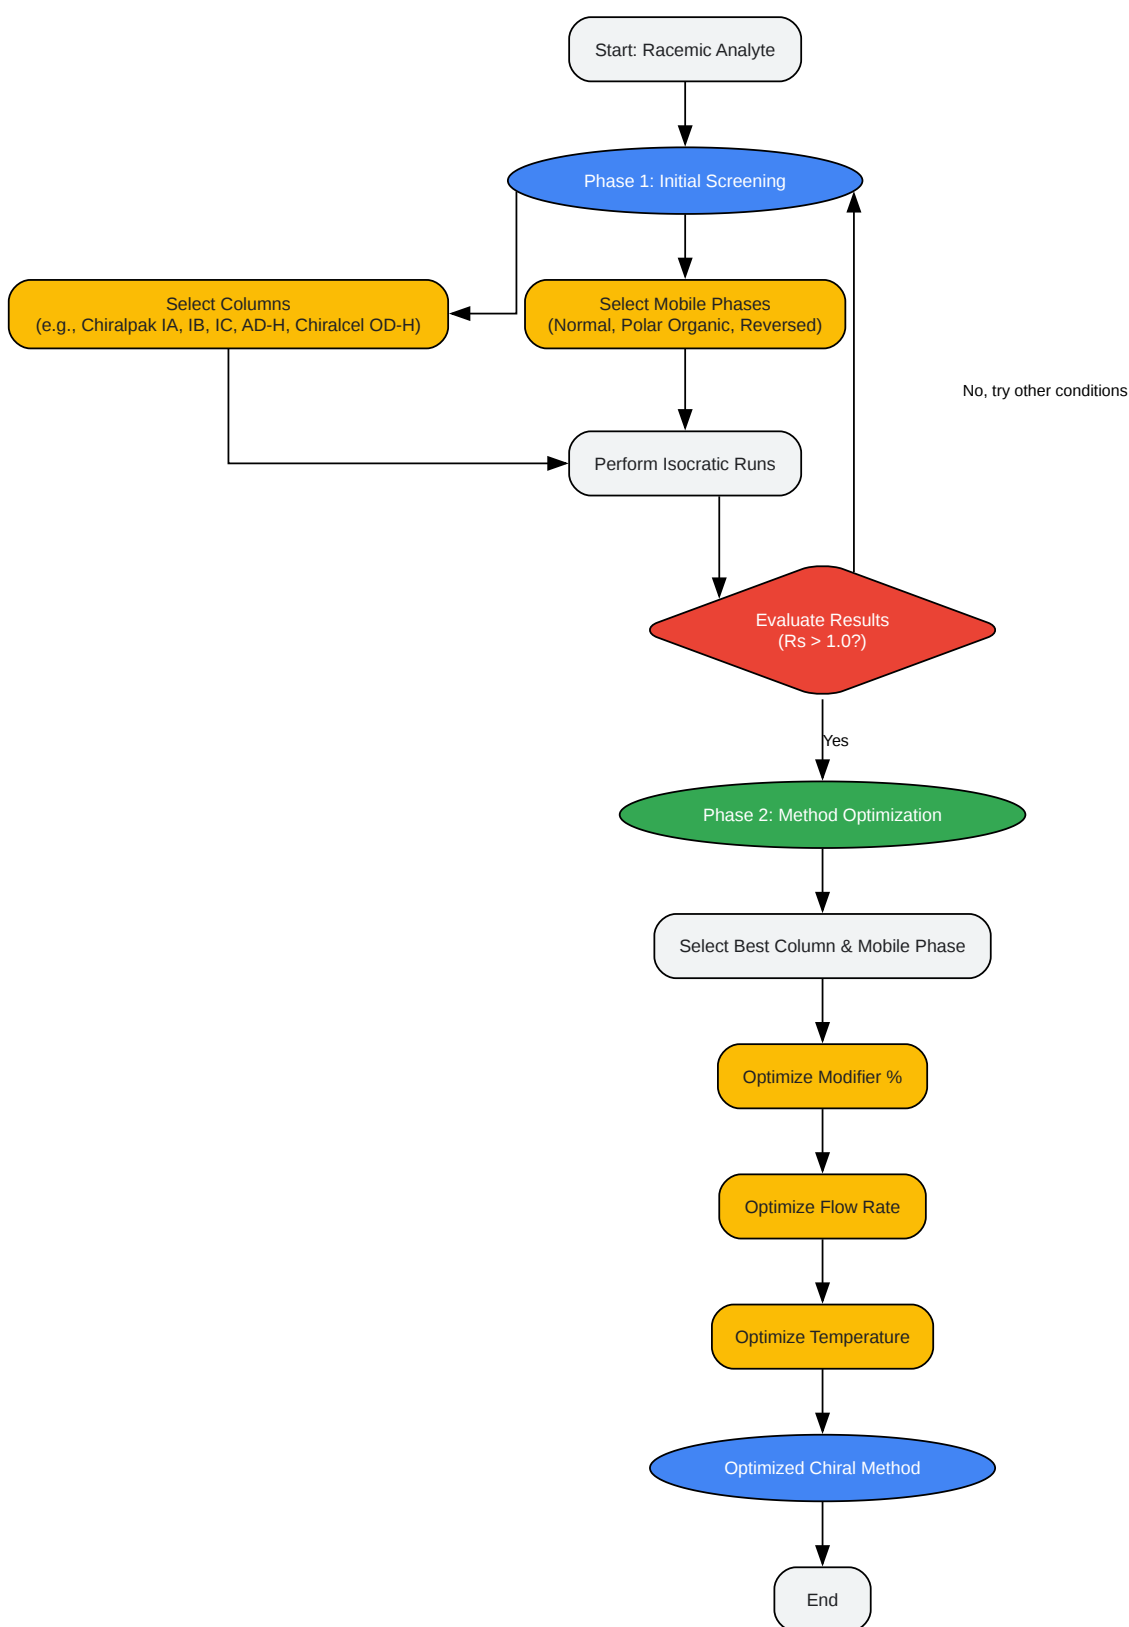 Start: Racemic Analyte
Phase 1: Initial Screening
Select Columns
(e.g., Chiralpak IA, IB, IC, AD-H, Chiralcel OD-H)
Select Mobile Phases
(Normal, Polar Organic, Reversed)
No, try other conditions
Perform Isocratic Runs
Evaluate Results
(Rs > 1.0?)
Yes
Phase 2: Method Optimization
Select Best Column & Mobile Phase
Optimize Modifier %
Optimize Flow Rate
Optimize Temperature
Optimized Chiral Method
End